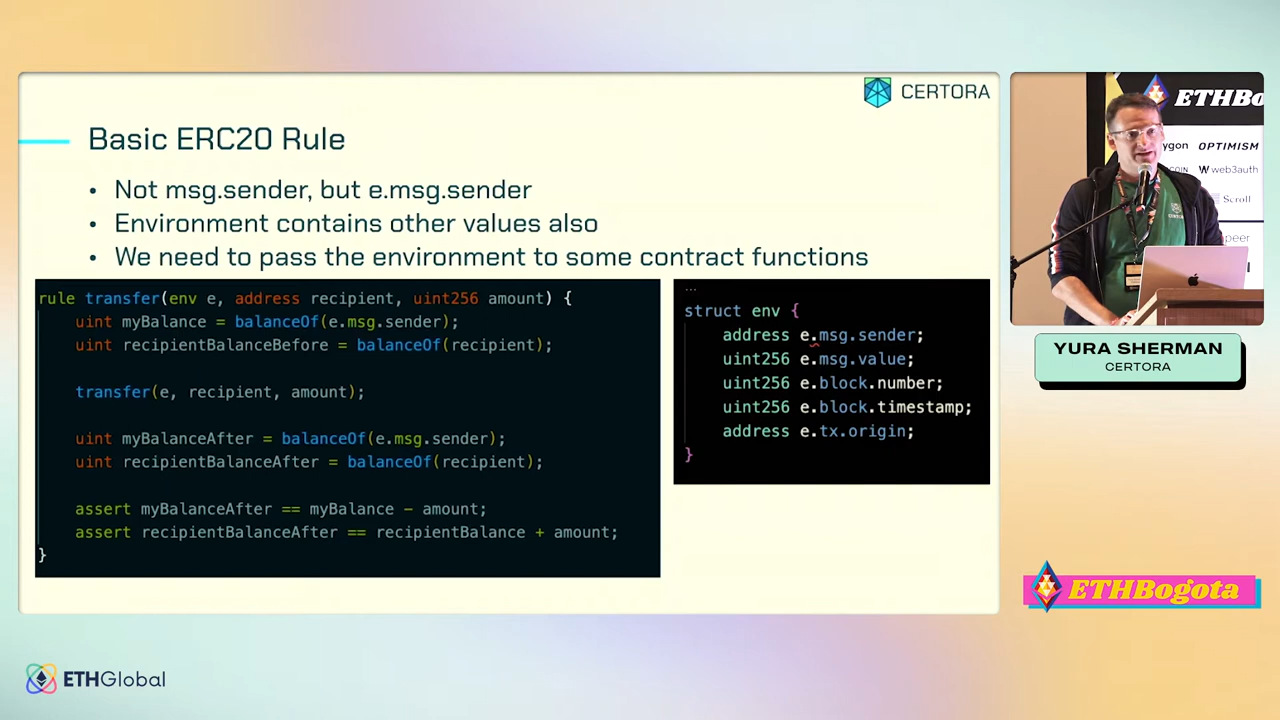 CERTORA
Basic ERC20 Rule
• Not msg.sender, but e.msg.sender
• Environment contains other values also
• We need to pass the environment to some contract functions
rule transfer(env e, address recipient, uint256 amount) {
uint myBalance = balanceOf(e.msg.sender);
uint recipientBalanceBefore = balanceOf(recipient);
transfer(e, recipient, amount);
uint myBalanceAfter = balanceOf(e.msg.sender);
uint recipientBalanceAfter = balanceOf(recipient);
assert myBalanceAfter == myBalance - amount;
assert recipientBalanceAfter == recipientBalance + amount;
}
...
struct env {
address e.msg.sender;
uint256 e.msg.value;
uint256 e.block.number;
uint256 e.block.timestamp;
address e.tx.origin;
}
ETHBo
ygon
OPTIMISM
COIN
web3auth
Scroll
peer
YURA SHERMAN
CERTORA
ETHBogota
ETHGlobal